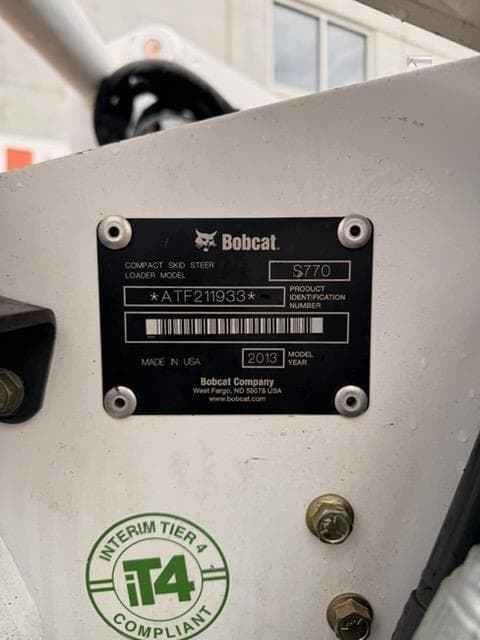 Bobcat.
COMPACT SKID STEER
LOADER MODEL
S770
*ATF211933*
PRODUCT
IDENTIFICATION
NUMBER
MADE IN USA
2013
MODEL
YEAR
Bobcat Company
West Fargo, ND 58078 USA
www.bobcat.com
INTERIM TIER 4
iT4
COMPLIANT